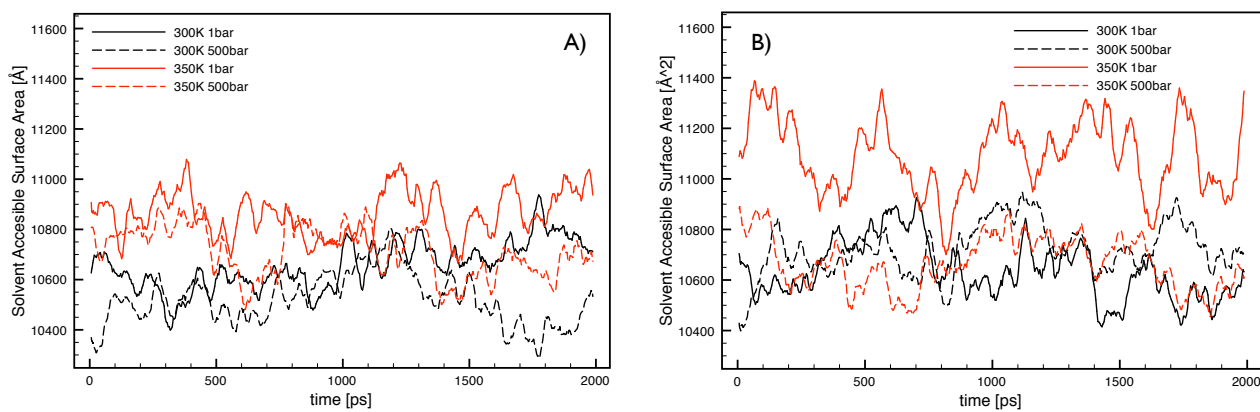 A)
300K 1bar
300K 500bar
350K 1bar
350K 500bar
Solvent Accesible Surface Area [Å]
11600
11400
11200
11000
10800
10600
10400
0
500
1000
1500
2000
time [ps]
B)
300K 1bar
300K 500bar
350K 1bar
350K 500bar
Solvent Accesible Surface Area [Å^2]
11600
11400
11200
11000
10800
10600
10400
0
500
1000
1500
2000
time [ps]